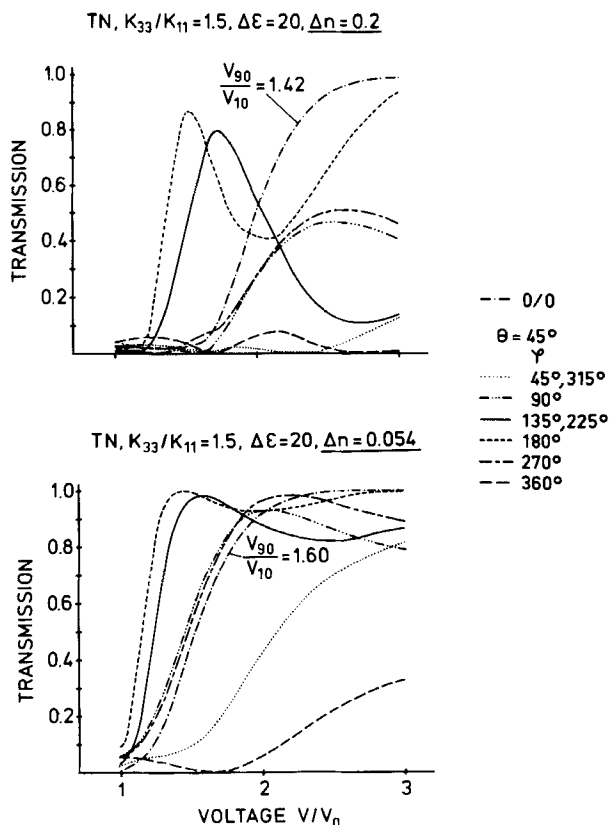 TN, K33/K11=1.5, Δε=20, Δn=0.2
V90/V10=1.42
1.0
0.8
0.6
0.4
0.2
TRANSMISSION
2
0/0
θ=45°
φ
45°,315°
90°
135°,225°
180°
270°
360°
TN, K33/K11=1.5, Δε=20, Δn=0.054
1.0
0.8
0.6
0.4
0.2
TRANSMISSION
V90/V10=1.60
1
2
3
VOLTAGE V/V0